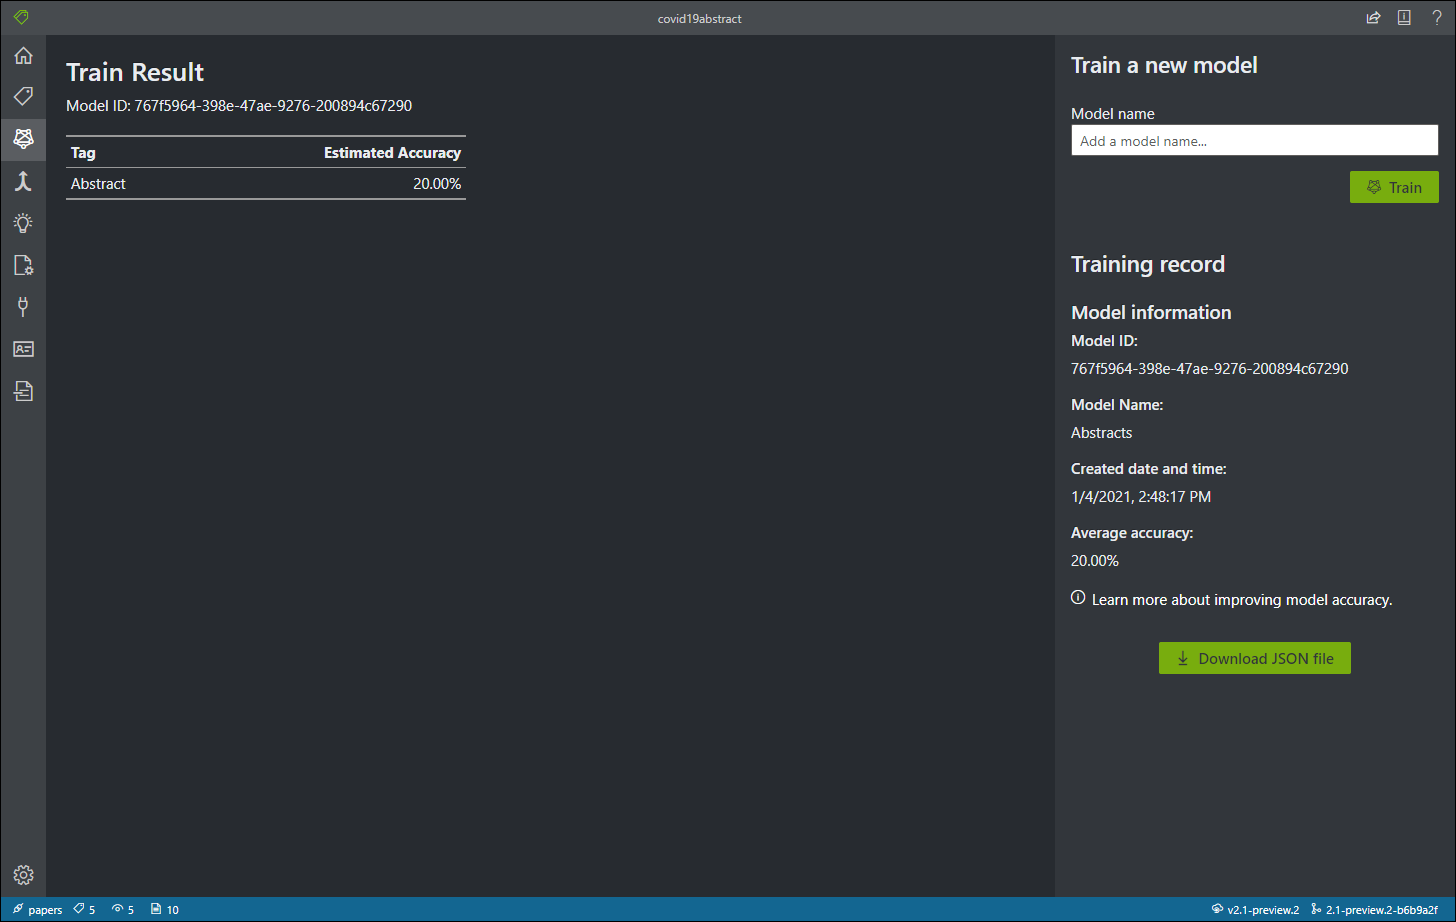 covid19abstract
Train Result
Model ID: 767f5964-398e-47ae-9276-200894c67290
Tag Estimated Accuracy
Abstract 20.00%
Train a new model
Model name
Add a model name...
Train
Training record
Model information
Model ID:
767f5964-398e-47ae-9276-200894c67290
Model Name:
Abstracts
Created date and time:
1/4/2021, 2:48:17 PM
Average accuracy:
20.00%
Learn more about improving model accuracy.
Download JSON file
papers 5 5 10 v2.1-preview.2 2.1-preview.2-b6b9a2f